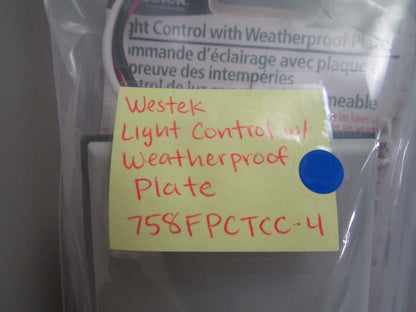 ght Control with Weatherproof Pla
mmande d'éclairage avec plaque
preuve des intempéries
Westek
Light Control w/
Weatherproof
Plate
758FPCTCC-4